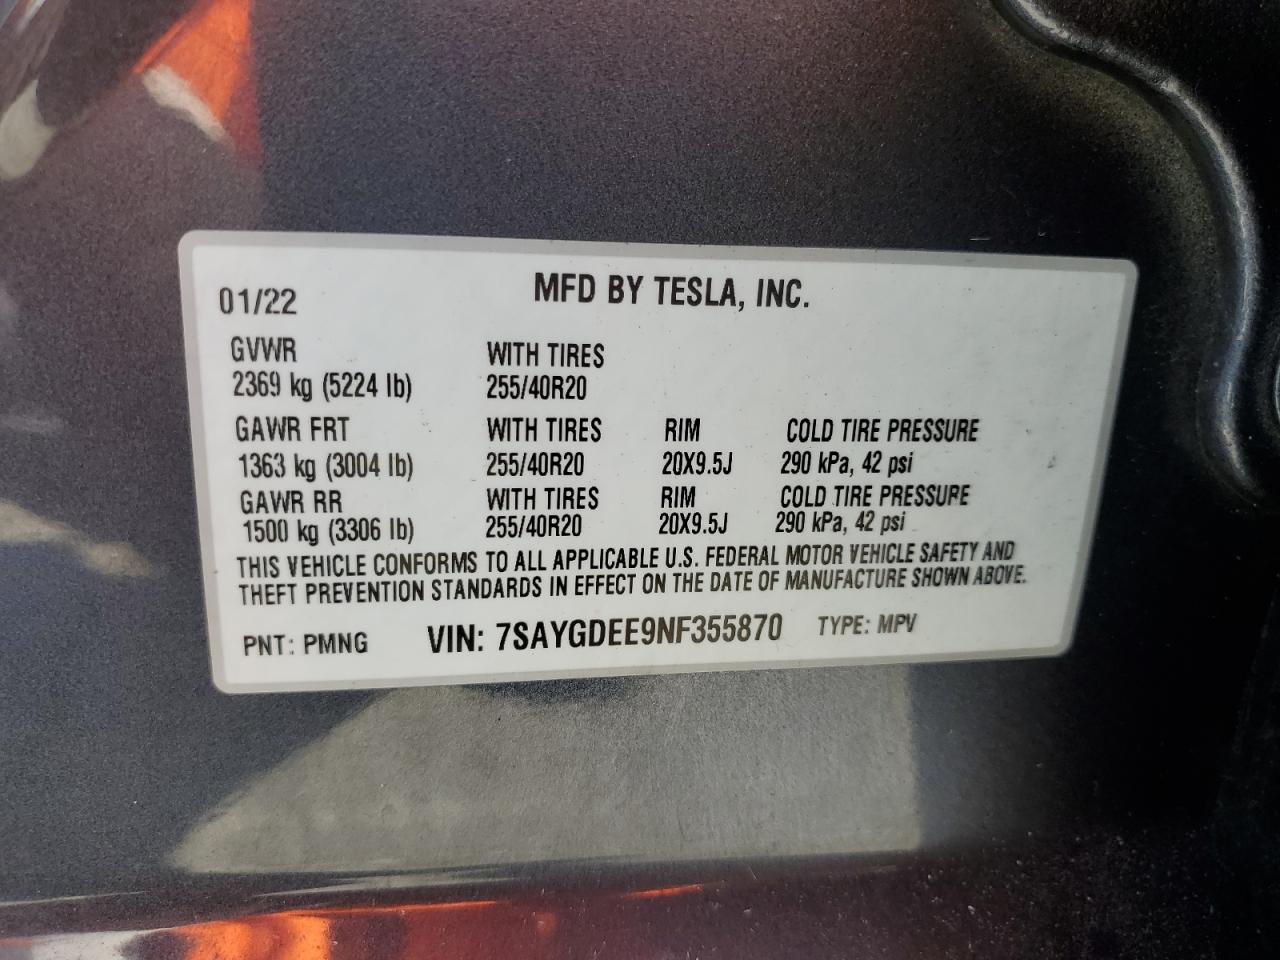 01/22 MFD BY TESLA, INC.
GVWR WITH TIRES
2369 kg (5224 lb) 255/40R20
GAWR FRT WITH TIRES RIM COLD TIRE PRESSURE
1363 kg (3004 lb) 255/40R20 20X9.5J 290 kPa, 42 psi
GAWR RR WITH TIRES RIM COLD TIRE PRESSURE
1500 kg (3306 lb) 255/40R20 20X9.5J 290 kPa, 42 psi
THIS VEHICLE CONFORMS TO ALL APPLICABLE U.S. FEDERAL MOTOR VEHICLE SAFETY AND
THEFT PREVENTION STANDARDS IN EFFECT ON THE DATE OF MANUFACTURE SHOWN ABOVE.
PNT: PMNG VIN: 7SAYGDEE9NF355870 TYPE: MPV